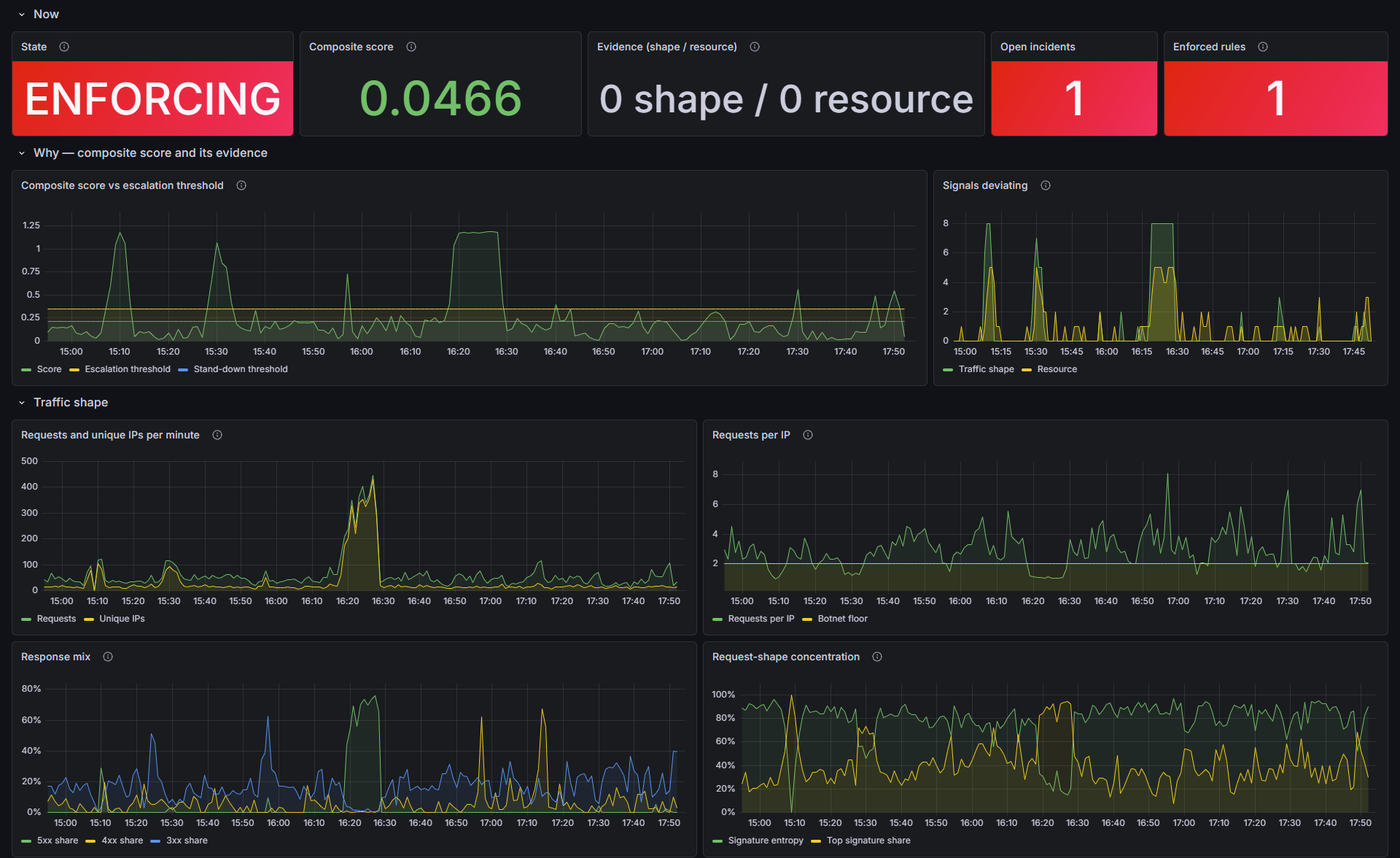 Now
State
Composite score
Evidence (shape / resource)
Open incidents
Enforced rules
ENFORCING
0.0466
0 shape / 0 resource
1
1
Why — composite score and its evidence
Composite score vs escalation threshold
1.25
1
0.75
0.5
0.25
0
15:00 15:10 15:20 15:30 15:40 15:50 16:00 16:10 16:20 16:30 16:40 16:50 17:00 17:10 17:20 17:30 17:40 17:50
Score Escalation threshold Stand-down threshold
Signals deviating
8
6
4
2
0
15:00 15:15 15:30 15:45 16:00 16:15 16:30 16:45 17:00 17:15 17:30 17:45
Traffic shape Resource
Traffic shape
Requests and unique IPs per minute
500
400
300
200
100
0
15:00 15:10 15:20 15:30 15:40 15:50 16:00 16:10 16:20 16:30 16:40 16:50 17:00 17:10 17:20 17:30 17:40 17:50
Requests Unique IPs
Requests per IP
8
6
4
2
15:00 15:10 15:20 15:30 15:40 15:50 16:00 16:10 16:20 16:30 16:40 16:50 17:00 17:10 17:20 17:30 17:40 17:50
Requests per IP Botnet floor
Response mix
80%
60%
40%
20%
0%
15:00 15:10 15:20 15:30 15:40 15:50 16:00 16:10 16:20 16:30 16:40 16:50 17:00 17:10 17:20 17:30 17:40 17:50
5xx share 4xx share 3xx share
Request-shape concentration
100%
80%
60%
40%
20%
0%
15:00 15:10 15:20 15:30 15:40 15:50 16:00 16:10 16:20 16:30 16:40 16:50 17:00 17:10 17:20 17:30 17:40 17:50
Signature entropy Top signature share